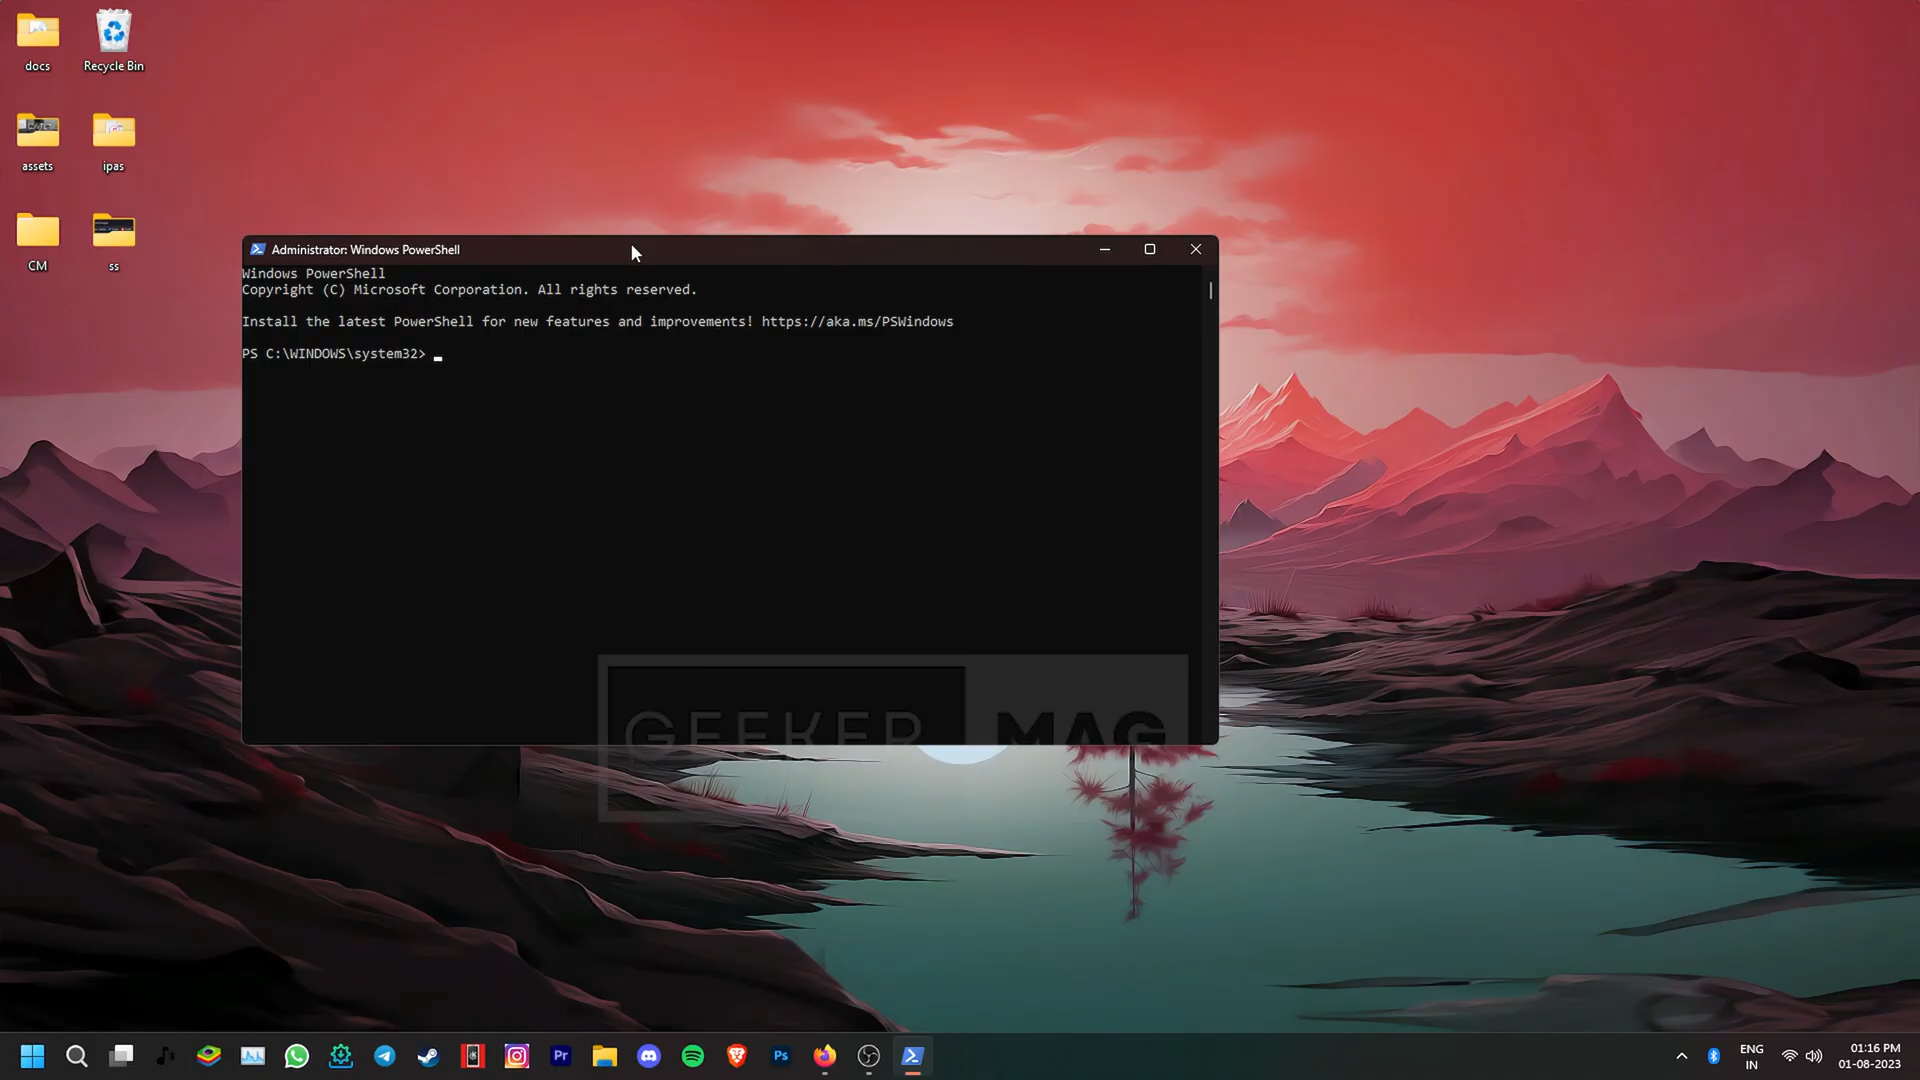 docs
Recycle Bin
assets
ipas
CM
ss
Administrator: Windows PowerShell
Windows PowerShell
Copyright (C) Microsoft Corporation. All rights reserved.
Install the latest PowerShell for new features and improvements! https://aka.ms/PSWindows
PS C:\WINDOWS\system32> _
GEEKER MAG
Pr
Ps
ENG
IN
01:16 PM
01-08-2023